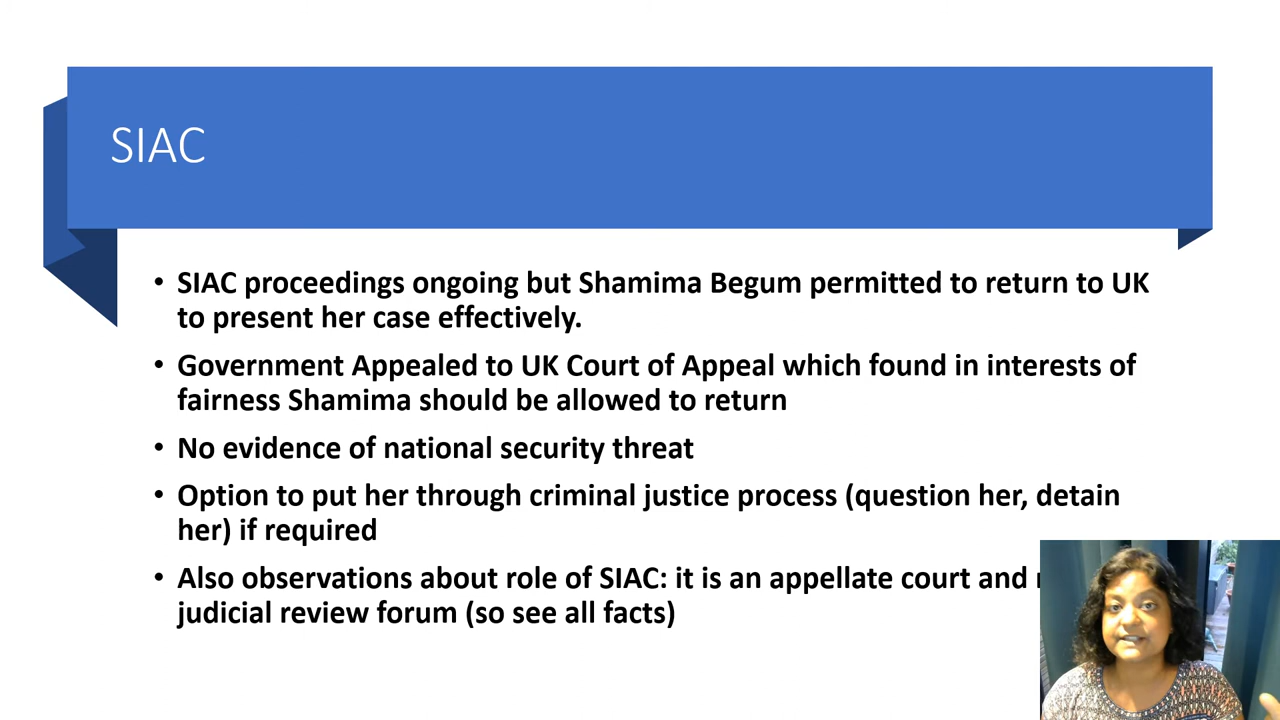 SIAC
• SIAC proceedings ongoing but Shamima Begum permitted to return to UK
to present her case effectively.
• Government Appealed to UK Court of Appeal which found in interests of
fairness Shamima should be allowed to return
• No evidence of national security threat
• Option to put her through criminal justice process (question her, detain
her) if required
• Also observations about role of SIAC: it is an appellate court and
judicial review forum (so see all facts)